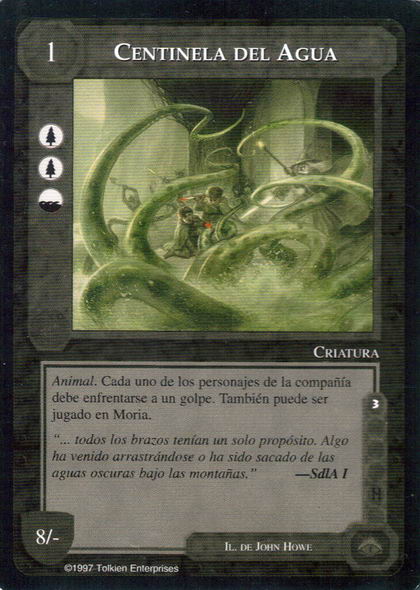 1
CENTINELA DEL AGUA
CRIATURA
Animal. Cada uno de los personajes de la compañía
debe enfrentarse a un golpe. También puede ser
jugado en Moria.
3
“... todos los brazos tenían un solo propósito. Algo
ha venido arrastrándose o ha sido sacado de las
aguas oscuras bajo las montañas.” —SdlA I
8/-
IL. DE JOHN HOWE
©1997 Tolkien Enterprises